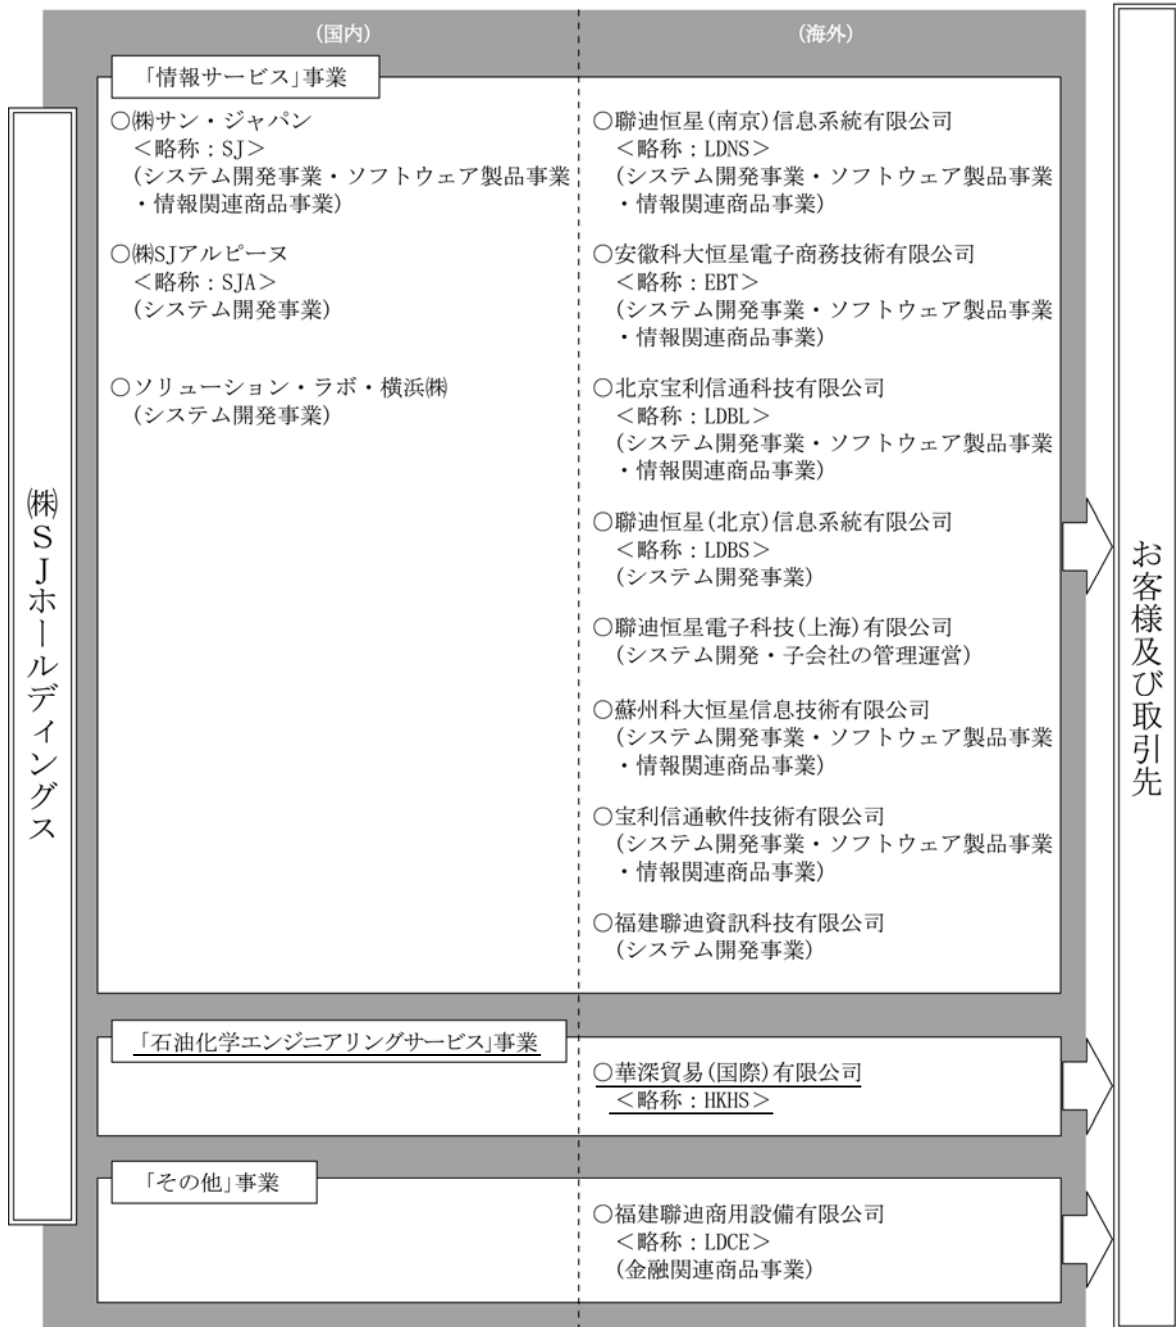 (国内)
(海外)
「情報サービス」事業
○㈱サン・ジャパン
<略称：SJ>
(システム開発事業・ソフトウェア製品事業
・情報関連商品事業)
○㈱SJアルピーヌ
<略称：SJA>
(システム開発事業)
○ソリューション・ラボ・横浜㈱
(システム開発事業)
○聯迪恒星(南京)信息系統有限公司
<略称：LDNS>
(システム開発事業・ソフトウェア製品事業
・情報関連商品事業)
○安徽科大恒星電子商務技術有限公司
<略称：EBT>
(システム開発事業・ソフトウェア製品事業
・情報関連商品事業)
○北京宝利信通科技有限公司
<略称：LDBL>
(システム開発事業・ソフトウェア製品事業
・情報関連商品事業)
○聯迪恒星(北京)信息系統有限公司
<略称：LDBS>
(システム開発事業)
○聯迪恒星電子科技(上海)有限公司
(システム開発・子会社の管理運営)
○蘇州科大恒星信息技術有限公司
(システム開発事業・ソフトウェア製品事業
・情報関連商品事業)
○宝利信通軟件技術有限公司
(システム開発事業・ソフトウェア製品事業
・情報関連商品事業)
○福建聯迪資訊科技有限公司
(システム開発事業)
「石油化学エンジニアリングサービス」事業
○華深貿易(国際)有限公司
<略称：HKHS>
「その他」事業
○福建聯迪商用設備有限公司
<略称：LDCE>
(金融関連商品事業)
㈱SJホールディングス
お客様及び取引先